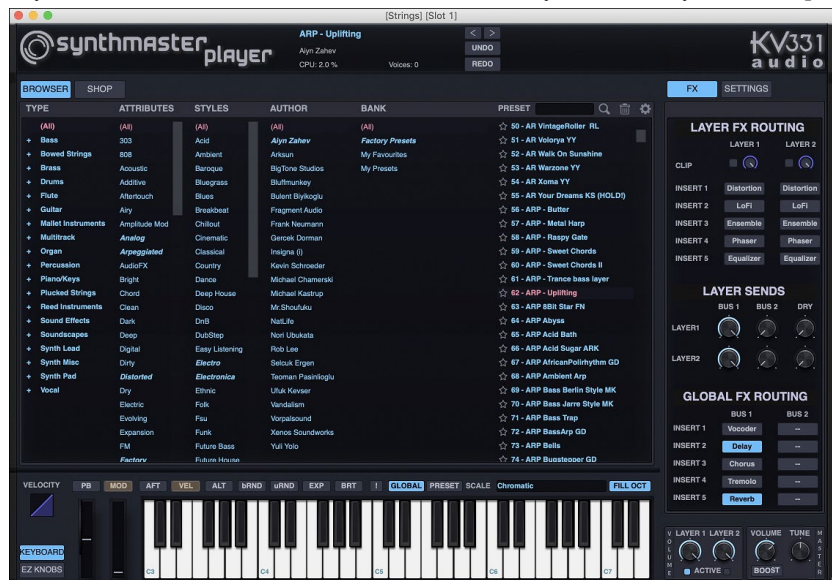 [Strings] [Slot 1]
synthmaster player
ARP - Uplifting
Aiyn Zahev
CPU: 2.0 %
Voices: 0
< >
UNDO
REDO
KV331
audio
BROWSER SHOP
FX SETTINGS
TYPE ATTRIBUTES STYLES AUTHOR BANK PRESET
(All) (All) (All) (All) (All) 50 - AR VintageRoller RL
+ Bass 303 Acid Aiyn Zahev Factory Presets 51 - AR Volorya YY
+ Bowed Strings 808 Ambient Arksun My Favourites 52 - AR Walk On Sunshine
+ Brass Acoustic Baroque BigTone Studios My Presets 53 - AR Warzone YY
+ Drums Additive Bluegrass Bluffmunkey 54 - AR Xoma YY
+ Flute Aftertouch Blues Bulent Biyikoglu 55 - AR Your Dreams KS (HOLD!)
+ Guitar Airy Breakbeat Fragment Audio 56 - ARP - Butter
+ Mallet Instruments Amplitude Mod Chillout Frank Neumann 57 - ARP - Metal Harp
+ Multitrack Analog Cinematic Gercek Dorman 58 - ARP - Raspy Gate
+ Organ Arpeggiated Classical Insigna (i) 59 - ARP - Sweet Chords
+ Percussion AudioFX Country Kevin Schroeder 60 - ARP - Sweet Chords II
+ Piano/Keys Bright Dance Michael Chamerski 61 - ARP - Trance bass layer
+ Plucked Strings Chord Deep House Michael Kastrup 62 - ARP - Uplifting
+ Reed Instruments Clean Disco Mr.Shoufuku 63 - ARP 8Bit Star FN
+ Sound Effects Dark DnB NatLife 64 - ARP Abyss
+ Soundscapes Deep DubStep Nori Ubukata 65 - ARP Acid Bath
+ Synth Lead Digital Easy Listening Rob Lee 66 - ARP Acid Sugar ARK
+ Synth Misc Dirty Electro Selcuk Ergen 67 - ARP AfricanPolirhythm GD
+ Synth Pad Distorted Electronica Teoman Pasinlioglu 68 - ARP Ambient Arp
+ Vocal Dry Ethnic Ufuk Kevser 69 - ARP Bass Berlin Style MK
Electric Folk Vandalism 70 - ARP Bass Jarre Style MK
Evolving Fsu Vorpalsound 71 - ARP Bass Trap
Expansion Funk Xenos Soundworks 72 - ARP BassArp GD
FM Future Bass Yuli Yolo 73 - ARP Bells
Factory Future House 74 - ARP Bugstepper GD
LAYER FX ROUTING
LAYER 1 LAYER 2
CLIP
INSERT 1 Distortion Distortion
INSERT 2 LoFi LoFi
INSERT 3 Ensemble Ensemble
INSERT 4 Phaser Phaser
INSERT 5 Equalizer Equalizer
LAYER SENDS
BUS 1 BUS 2 DRY
LAYER1
LAYER2
GLOBAL FX ROUTING
BUS 1 BUS 2
INSERT 1 Vocoder --
INSERT 2 Delay --
INSERT 3 Chorus --
INSERT 4 Tremolo --
INSERT 5 Reverb --
VELOCITY PB MOD AFT VEL ALT bRND uRND EXP BRT ! GLOBAL PRESET SCALE Chromatic FILL OCT
KEYBOARD
EZ KNOBS
C3 C4 C5 C6 C7
VOLUME
LAYER 1 LAYER 2
ACTIVE
VOLUME TUNE
BOOST
MASTER